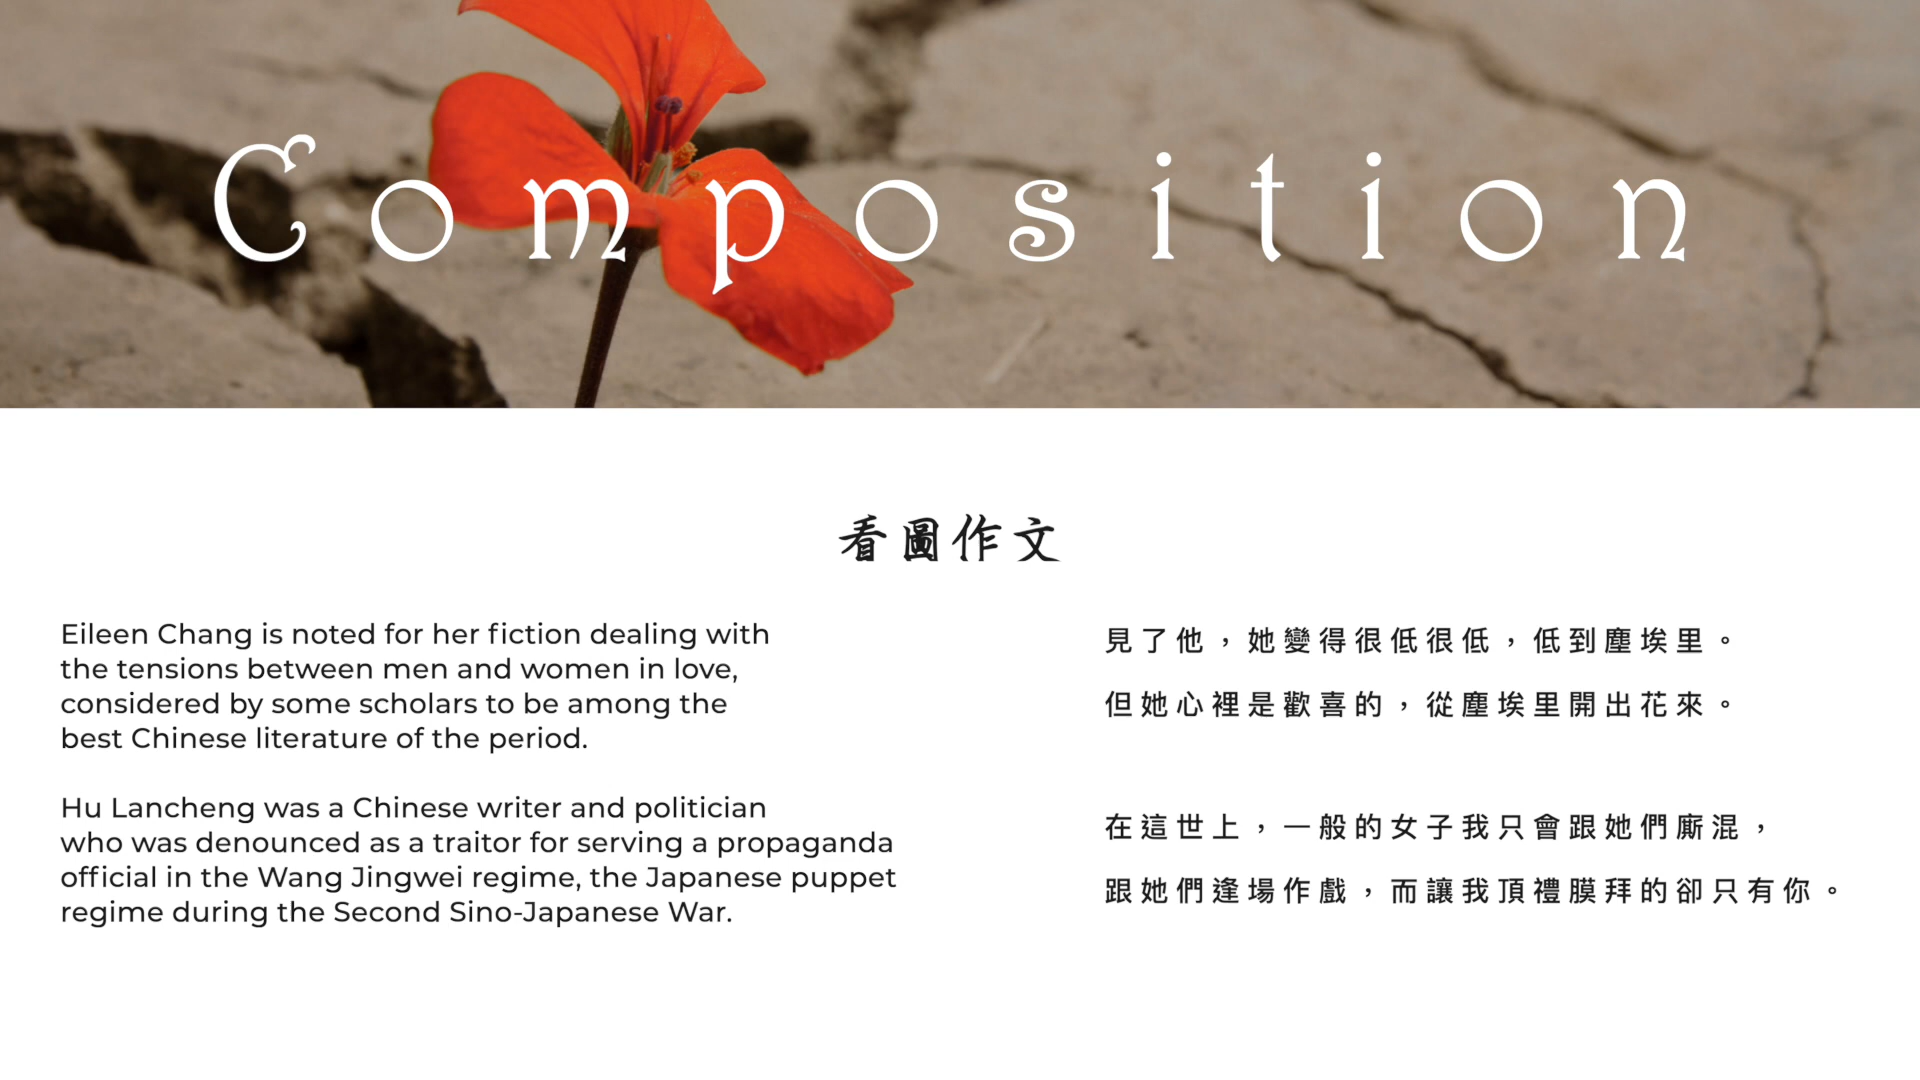 Composition
看圖作文
Eileen Chang is noted for her fiction dealing with
the tensions between men and women in love,
considered by some scholars to be among the
best Chinese literature of the period.
Hu Lancheng was a Chinese writer and politician
who was denounced as a traitor for serving a propaganda
official in the Wang Jingwei regime, the Japanese puppet
regime during the Second Sino-Japanese War.
見了他，她變得很低很低，低到塵埃里。
但她心裡是歡喜的，從塵埃里開出花來。
在這世上，一般的女子我只會跟她們廝混，
跟她們逢場作戲，而讓我頂禮膜拜的卻只有你。